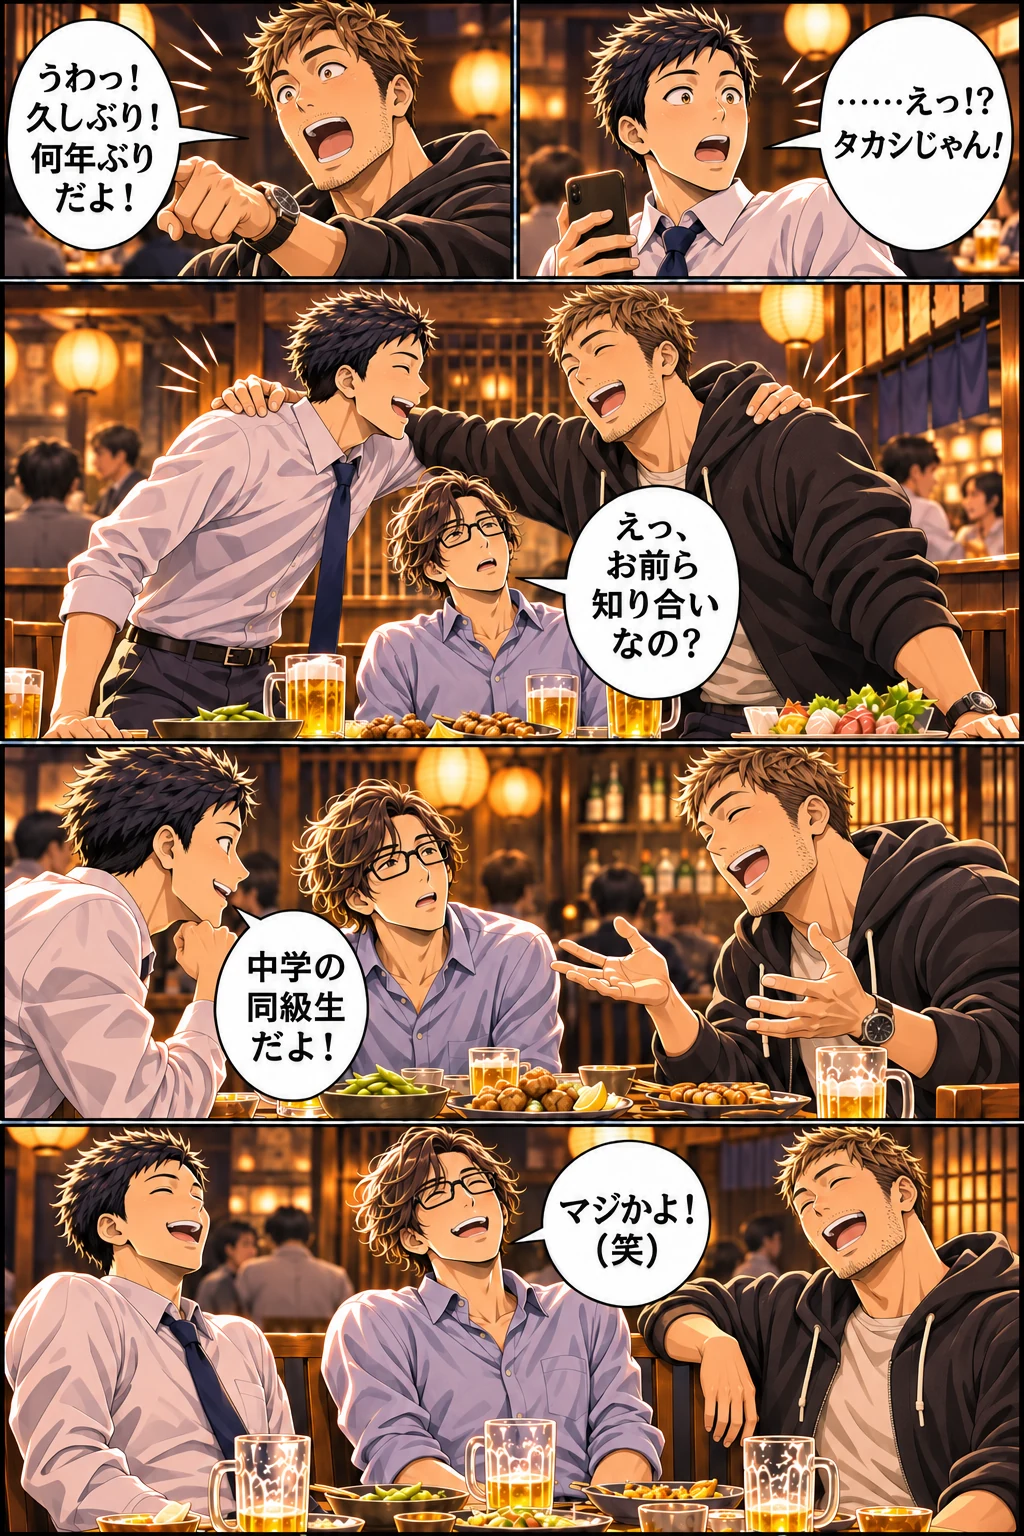 うわっ！
久しぶり！
何年ぶり
だよ！
……えっ!?
タカシじゃん！
えっ、
お前ら
知り合い
なの？
中学の
同級生
だよ！
マジかよ！
（笑）